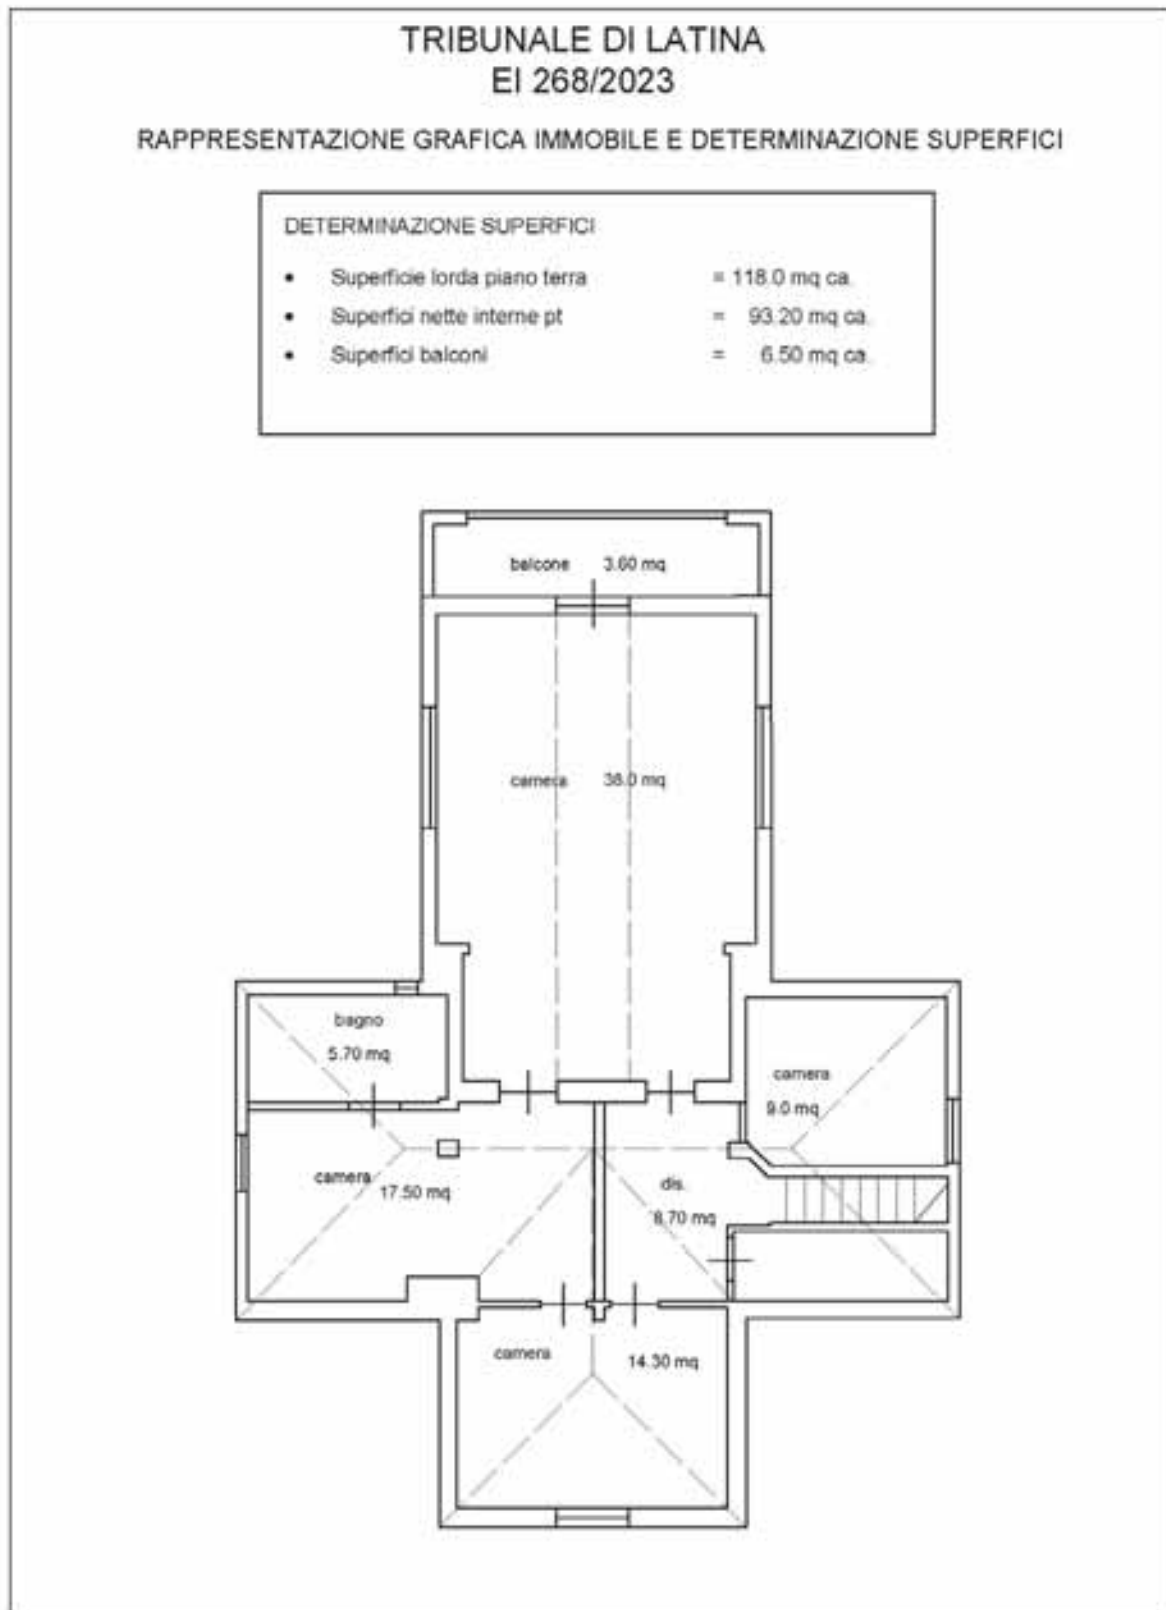 TRIBUNALE DI LATINA
EI 268/2023
RAPPRESENTAZIONE GRAFICA IMMOBILE E DETERMINAZIONE SUPERFICI
DETERMINAZIONE SUPERFICI
• Superficie lorda piano terra = 118.0 mq ca.
• Superfici nette interne pt = 93.20 mq ca.
• Superfici balconi = 6.50 mq ca.
balcone 3.60 mq
camera 38.0 mq
bagno
5.70 mq
camera
9.0 mq
camera
17.50 mq
dis.
8.70 mq
camera 14.30 mq